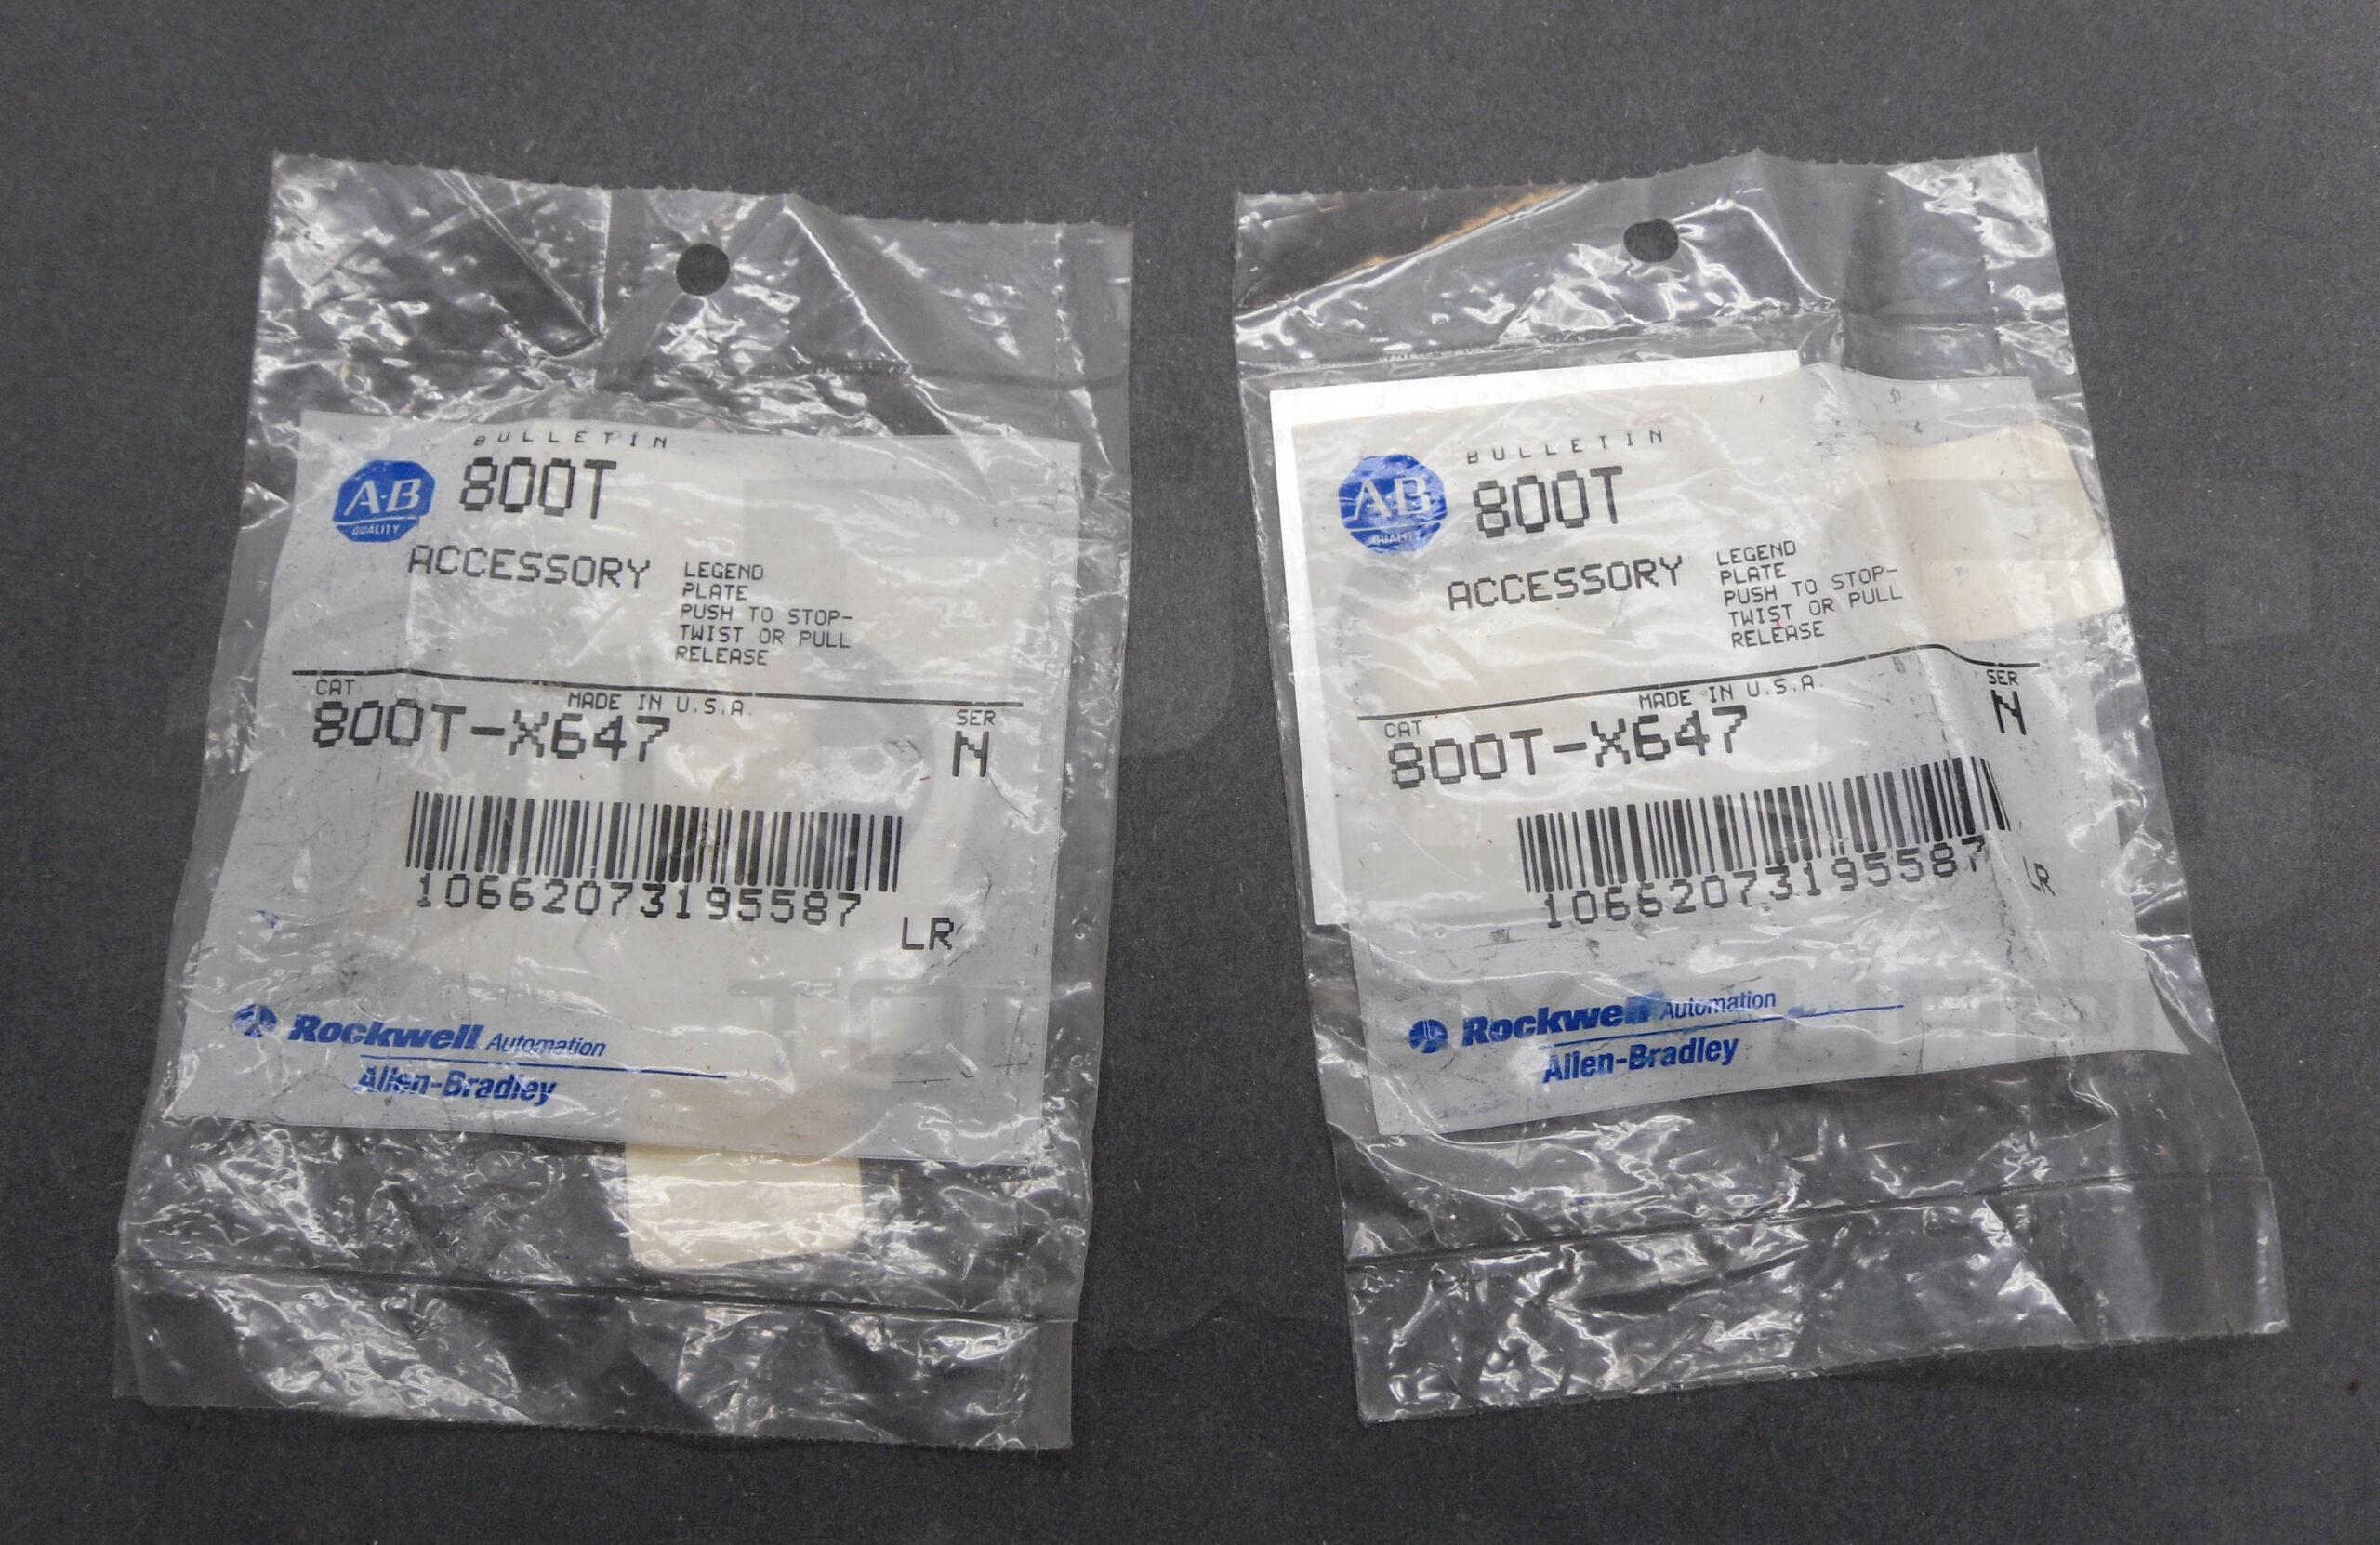 BULLETIN
A-B
QUALITY
800T
ACCESSORY
LEGEND
PLATE
PUSH TO STOP-
TWIST OR PULL
RELEASE
CAT
MADE IN U.S.A.
SER
800T-X647
N
10662073195587
LR
Rockwell Automation
Allen-Bradley
BULLETIN
A-B
QUALITY
800T
ACCESSORY
LEGEND
PLATE
PUSH TO STOP-
TWIST OR PULL
RELEASE
CAT
MADE IN U.S.A.
SER
800T-X647
N
10662073195587
LR
Rockwell Automation
Allen-Bradley